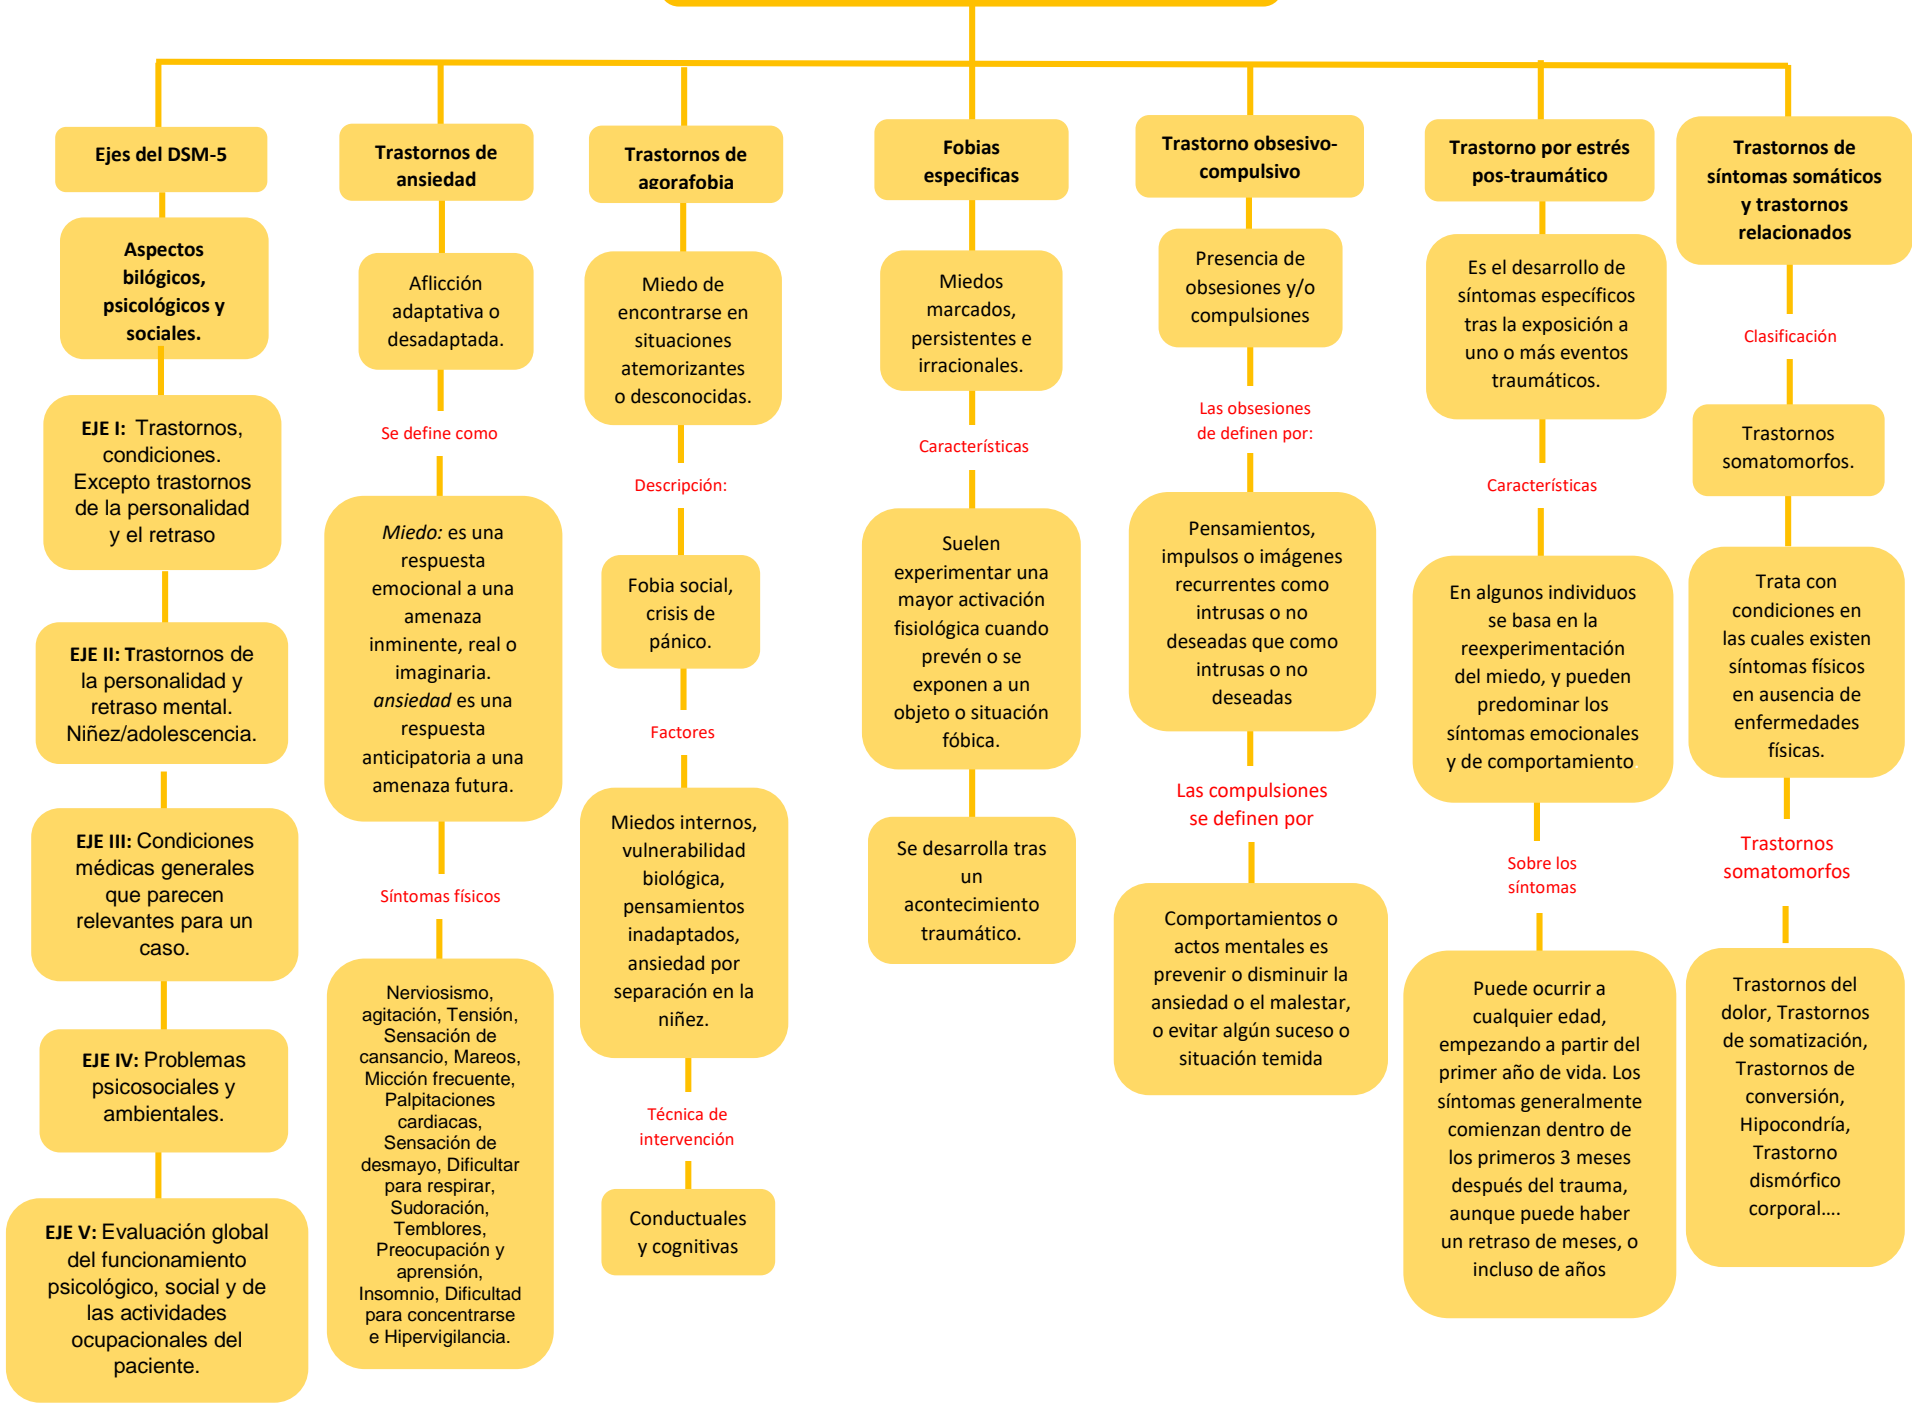 Ejes del DSM-5
Aspectos
bilógicos,
psicológicos y
sociales.
EJE I: Trastornos,
condiciones.
Excepto trastornos
de la personalidad
y el retraso
EJE II: Trastornos de
la personalidad y
retraso mental.
Niñez/adolescencia.
EJE III: Condiciones
médicas generales
que parecen
relevantes para un
caso.
EJE IV: Problemas
psicosociales y
ambientales.
EJE V: Evaluación global
del funcionamiento
psicológico, social y de
las actividades
ocupacionales del
paciente.
Trastornos de
ansiedad
Aflicción
adaptativa o
desadaptada.
Se define como
Miedo: es una
respuesta
emocional a una
amenaza
inminente, real o
imaginaria.
ansiedad es una
respuesta
anticipatoria a una
amenaza futura.
Síntomas físicos
Nerviosismo,
agitación, Tensión,
Sensación de
cansancio, Mareos,
Micción frecuente,
Palpitaciones
cardiacas,
Sensación de
desmayo, Dificultar
para respirar,
Sudoración,
Temblores,
Preocupación y
aprensión,
Insomnio, Dificultad
para concentrarse
e Hipervigilancia.
Trastornos de
agorafobia
Miedo de
encontrarse en
situaciones
atemorizantes
o desconocidas.
Descripción:
Fobia social,
crisis de
pánico.
Factores
Miedos internos,
vulnerabilidad
biológica,
pensamientos
inadaptados,
ansiedad por
separación en la
niñez.
Técnica de
intervención
Conductuales
y cognitivas
Fobias
especificas
Miedos
marcados,
persistentes e
irracionales.
Características
Suelen
experimentar una
mayor activación
fisiológica cuando
prevén o se
exponen a un
objeto o situación
fóbica.
Se desarrolla tras
un
acontecimiento
traumático.
Trastorno obsesivo-
compulsivo
Presencia de
obsesiones y/o
compulsiones
Las obsesiones
de definen por:
Pensamientos,
impulsos o imágenes
recurrentes como
intrusas o no
deseadas que como
intrusas o no
deseadas
Las compulsiones
se definen por
Comportamientos o
actos mentales es
prevenir o disminuir la
ansiedad o el malestar,
o evitar algún suceso o
situación temida
Trastorno por estrés
pos-traumático
Es el desarrollo de
síntomas específicos
tras la exposición a
uno o más eventos
traumáticos.
Características
En algunos individuos
se basa en la
reexperimentación
del miedo, y pueden
predominar los
síntomas emocionales
y de comportamiento
Sobre los
síntomas
Puede ocurrir a
cualquier edad,
empezando a partir del
primer año de vida. Los
síntomas generalmente
comienzan dentro de
los primeros 3 meses
después del trauma,
aunque puede haber
un retraso de meses, o
incluso de años
Trastornos de
síntomas somáticos
y trastornos
relacionados
Clasificación
Trastornos
somatomorfos.
Trata con
condiciones en
las cuales existen
síntomas físicos
en ausencia de
enfermedades
físicas.
Trastornos
somatomorfos
Trastornos del
dolor, Trastornos
de somatización,
Trastornos de
conversión,
Hipocondría,
Trastorno
dismórfico
corporal....